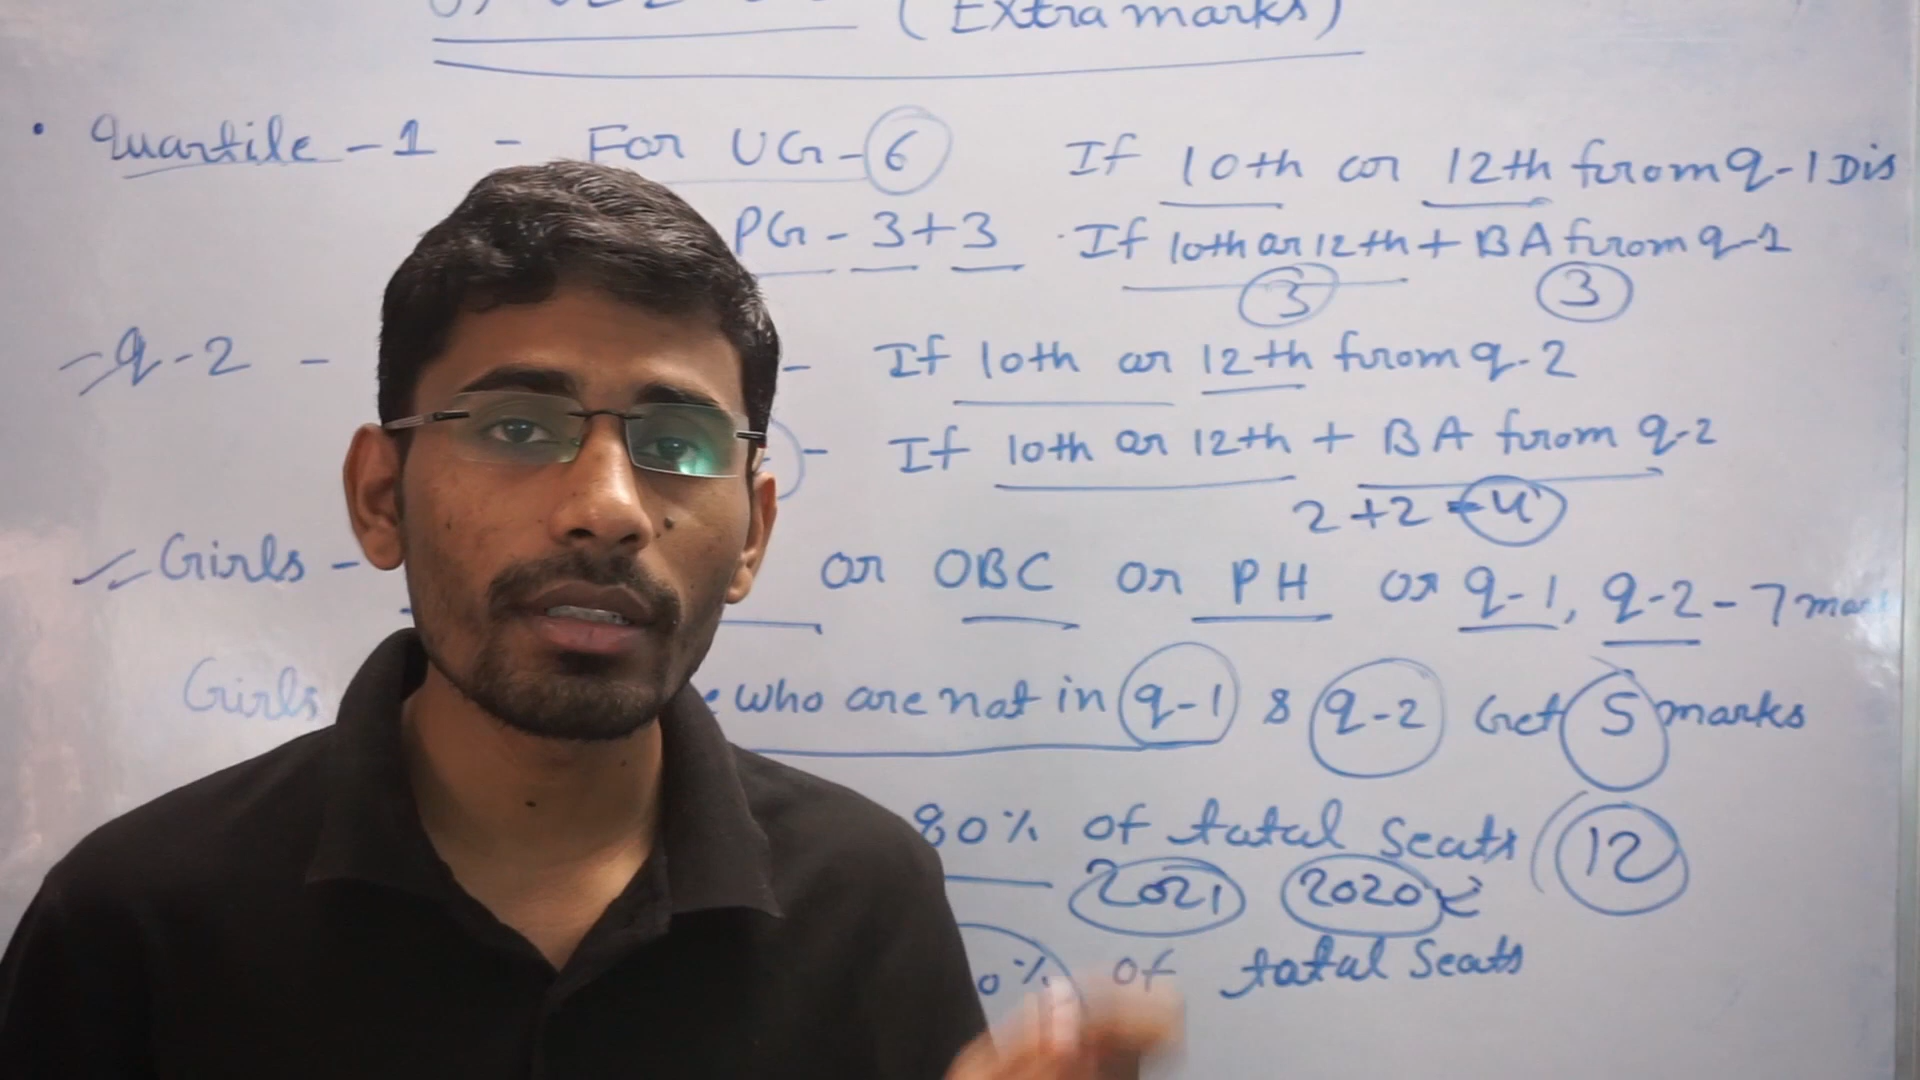 (Extra marks)
• Quartile - 1 - For UG - 6 If 10th or 12th from q-1 Dis
PG - 3+3 If 10th or 12th + BA from q-1
3 3
q-2 - - If 10th or 12th from q-2
- If 10th or 12th + BA from q-2
2+2 = 4
Girls - or OBC or PH or q-1, q-2 - 7 mar
Girls who are not in q-1 & q-2 Get 5 marks
80% of total Seats 12
2021 2020
0% of total Seats